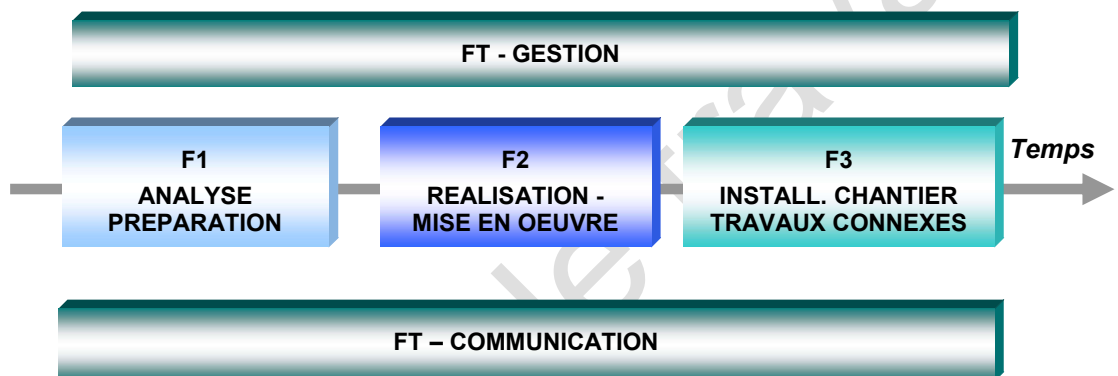 FT - GESTION
F1
ANALYSE
PREPARATION
F2
REALISATION -
MISE EN OEUVRE
F3
INSTALL. CHANTIER
TRAVAUX CONNEXES
Temps
FT – COMMUNICATION